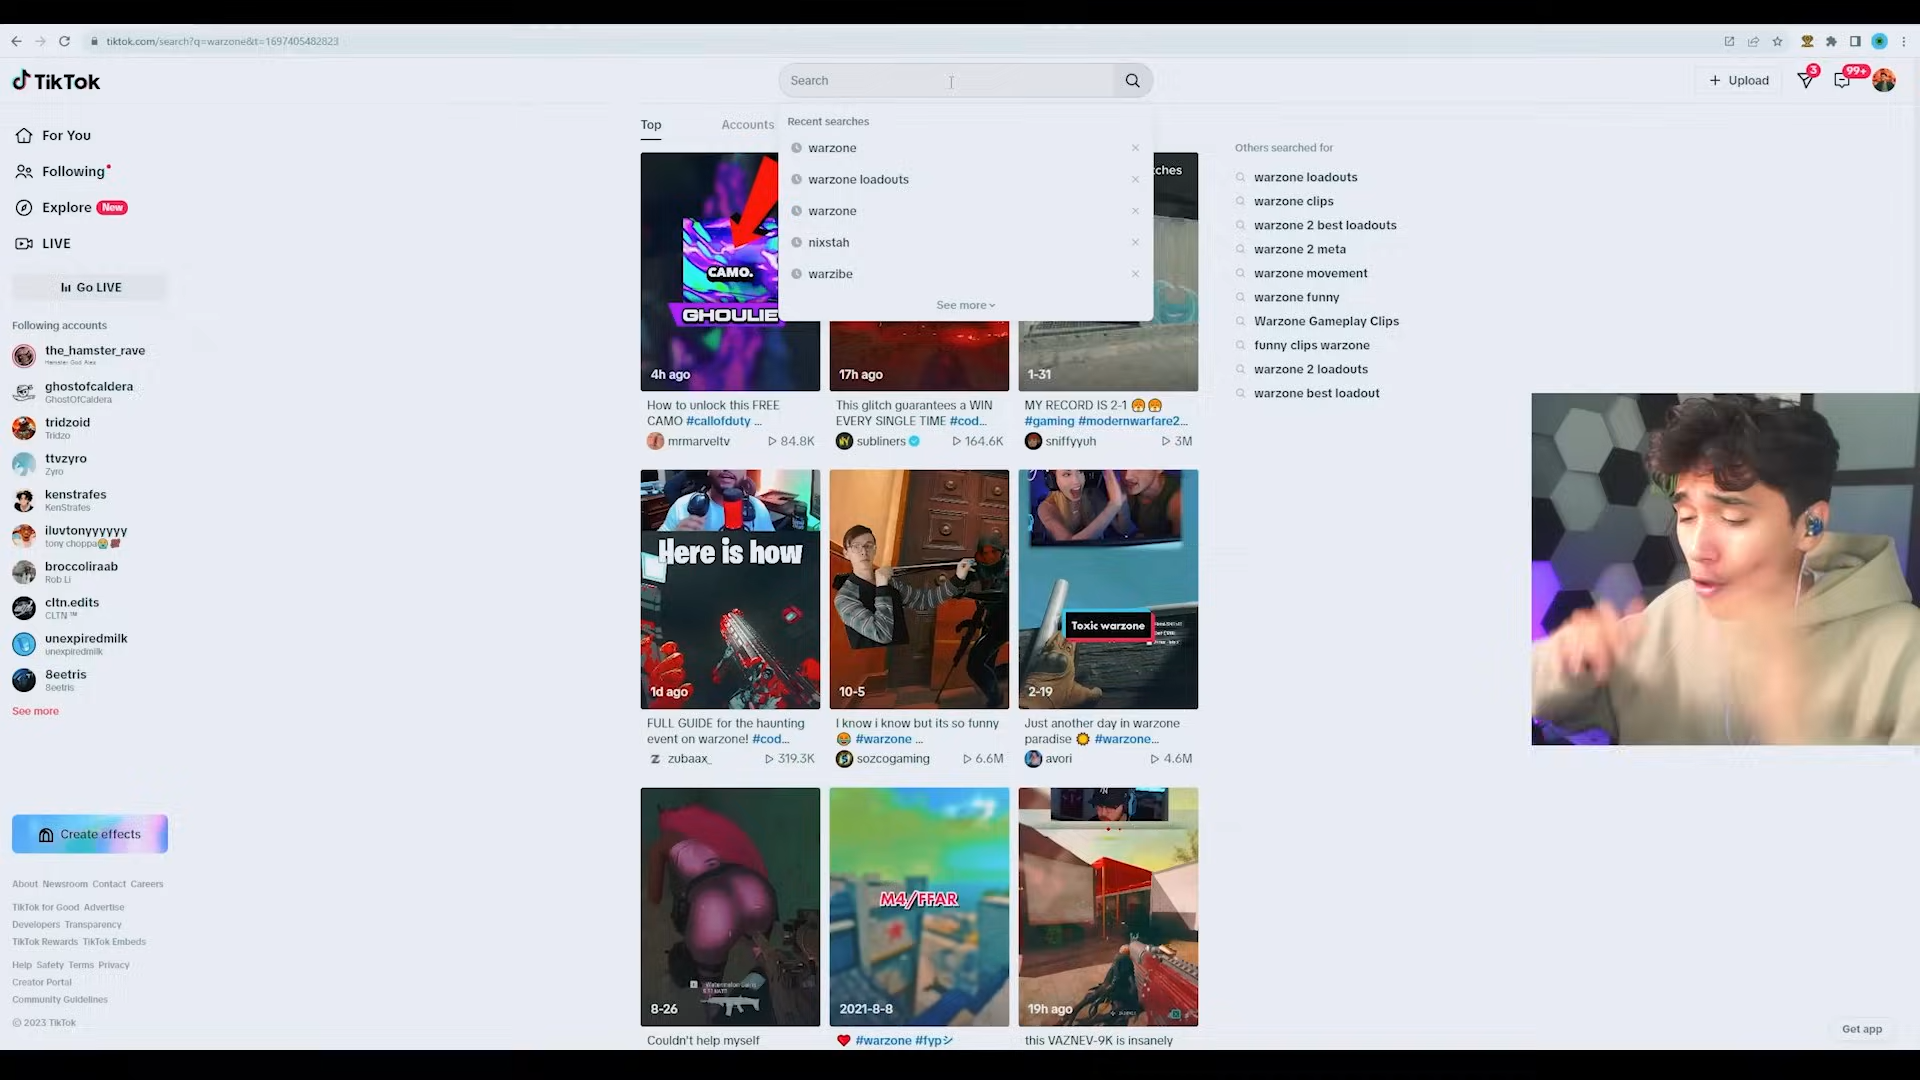 tiktok.com/search?q=warzone&t=1697405482823
TikTok
Search
Upload
3
99+
For You
Following
Explore New
LIVE
Go LIVE
Following accounts
the_hamster_rave
Hamster God Alex
ghostofcaldera
GhostOfCaldera
tridzoid
Tridzo
ttvzyro
Zyro
kenstrafes
KenStrafes
iluvtonyyyyyy
tony choppa😭
broccoliraab
Rob Li
cltn.edits
CLTN ™
unexpiredmilk
unexpiredmilk
8eetris
8eetris
See more
Create effects
About Newsroom Contact Careers
TikTok for Good Advertise
Developers Transparency
TikTok Rewards TikTok Embeds
Help Safety Terms Privacy
Creator Portal
Community Guidelines
© 2023 TikTok
Top
Accounts
Recent searches
warzone
warzone loadouts
warzone
nixstah
warzibe
See more
CAMO.
GHOULIE
4h ago
How to unlock this FREE
CAMO #callofduty ...
mrmarveltv 84.8K
17h ago
This glitch guarantees a WIN
EVERY SINGLE TIME #cod...
subliners 164.6K
tches
1-31
MY RECORD IS 2-1 😤😤
#gaming #modernwarfare2...
sniffyyuh 3M
Here is how
1d ago
FULL GUIDE for the haunting
event on warzone! #cod...
zubaax_ 319.3K
10-5
I know i know but its so funny
😂 #warzone ...
sozcogaming 6.6M
Toxic warzone
2-19
Just another day in warzone
paradise 🌞 #warzone...
avori 4.6M
8-26
Couldn't help myself
M4/FFAR
2021-8-8
❤️ #warzone #fypシ
19h ago
this VAZNEV-9K is insanely
Others searched for
warzone loadouts
warzone clips
warzone 2 best loadouts
warzone 2 meta
warzone movement
warzone funny
Warzone Gameplay Clips
funny clips warzone
warzone 2 loadouts
warzone best loadout
Get app